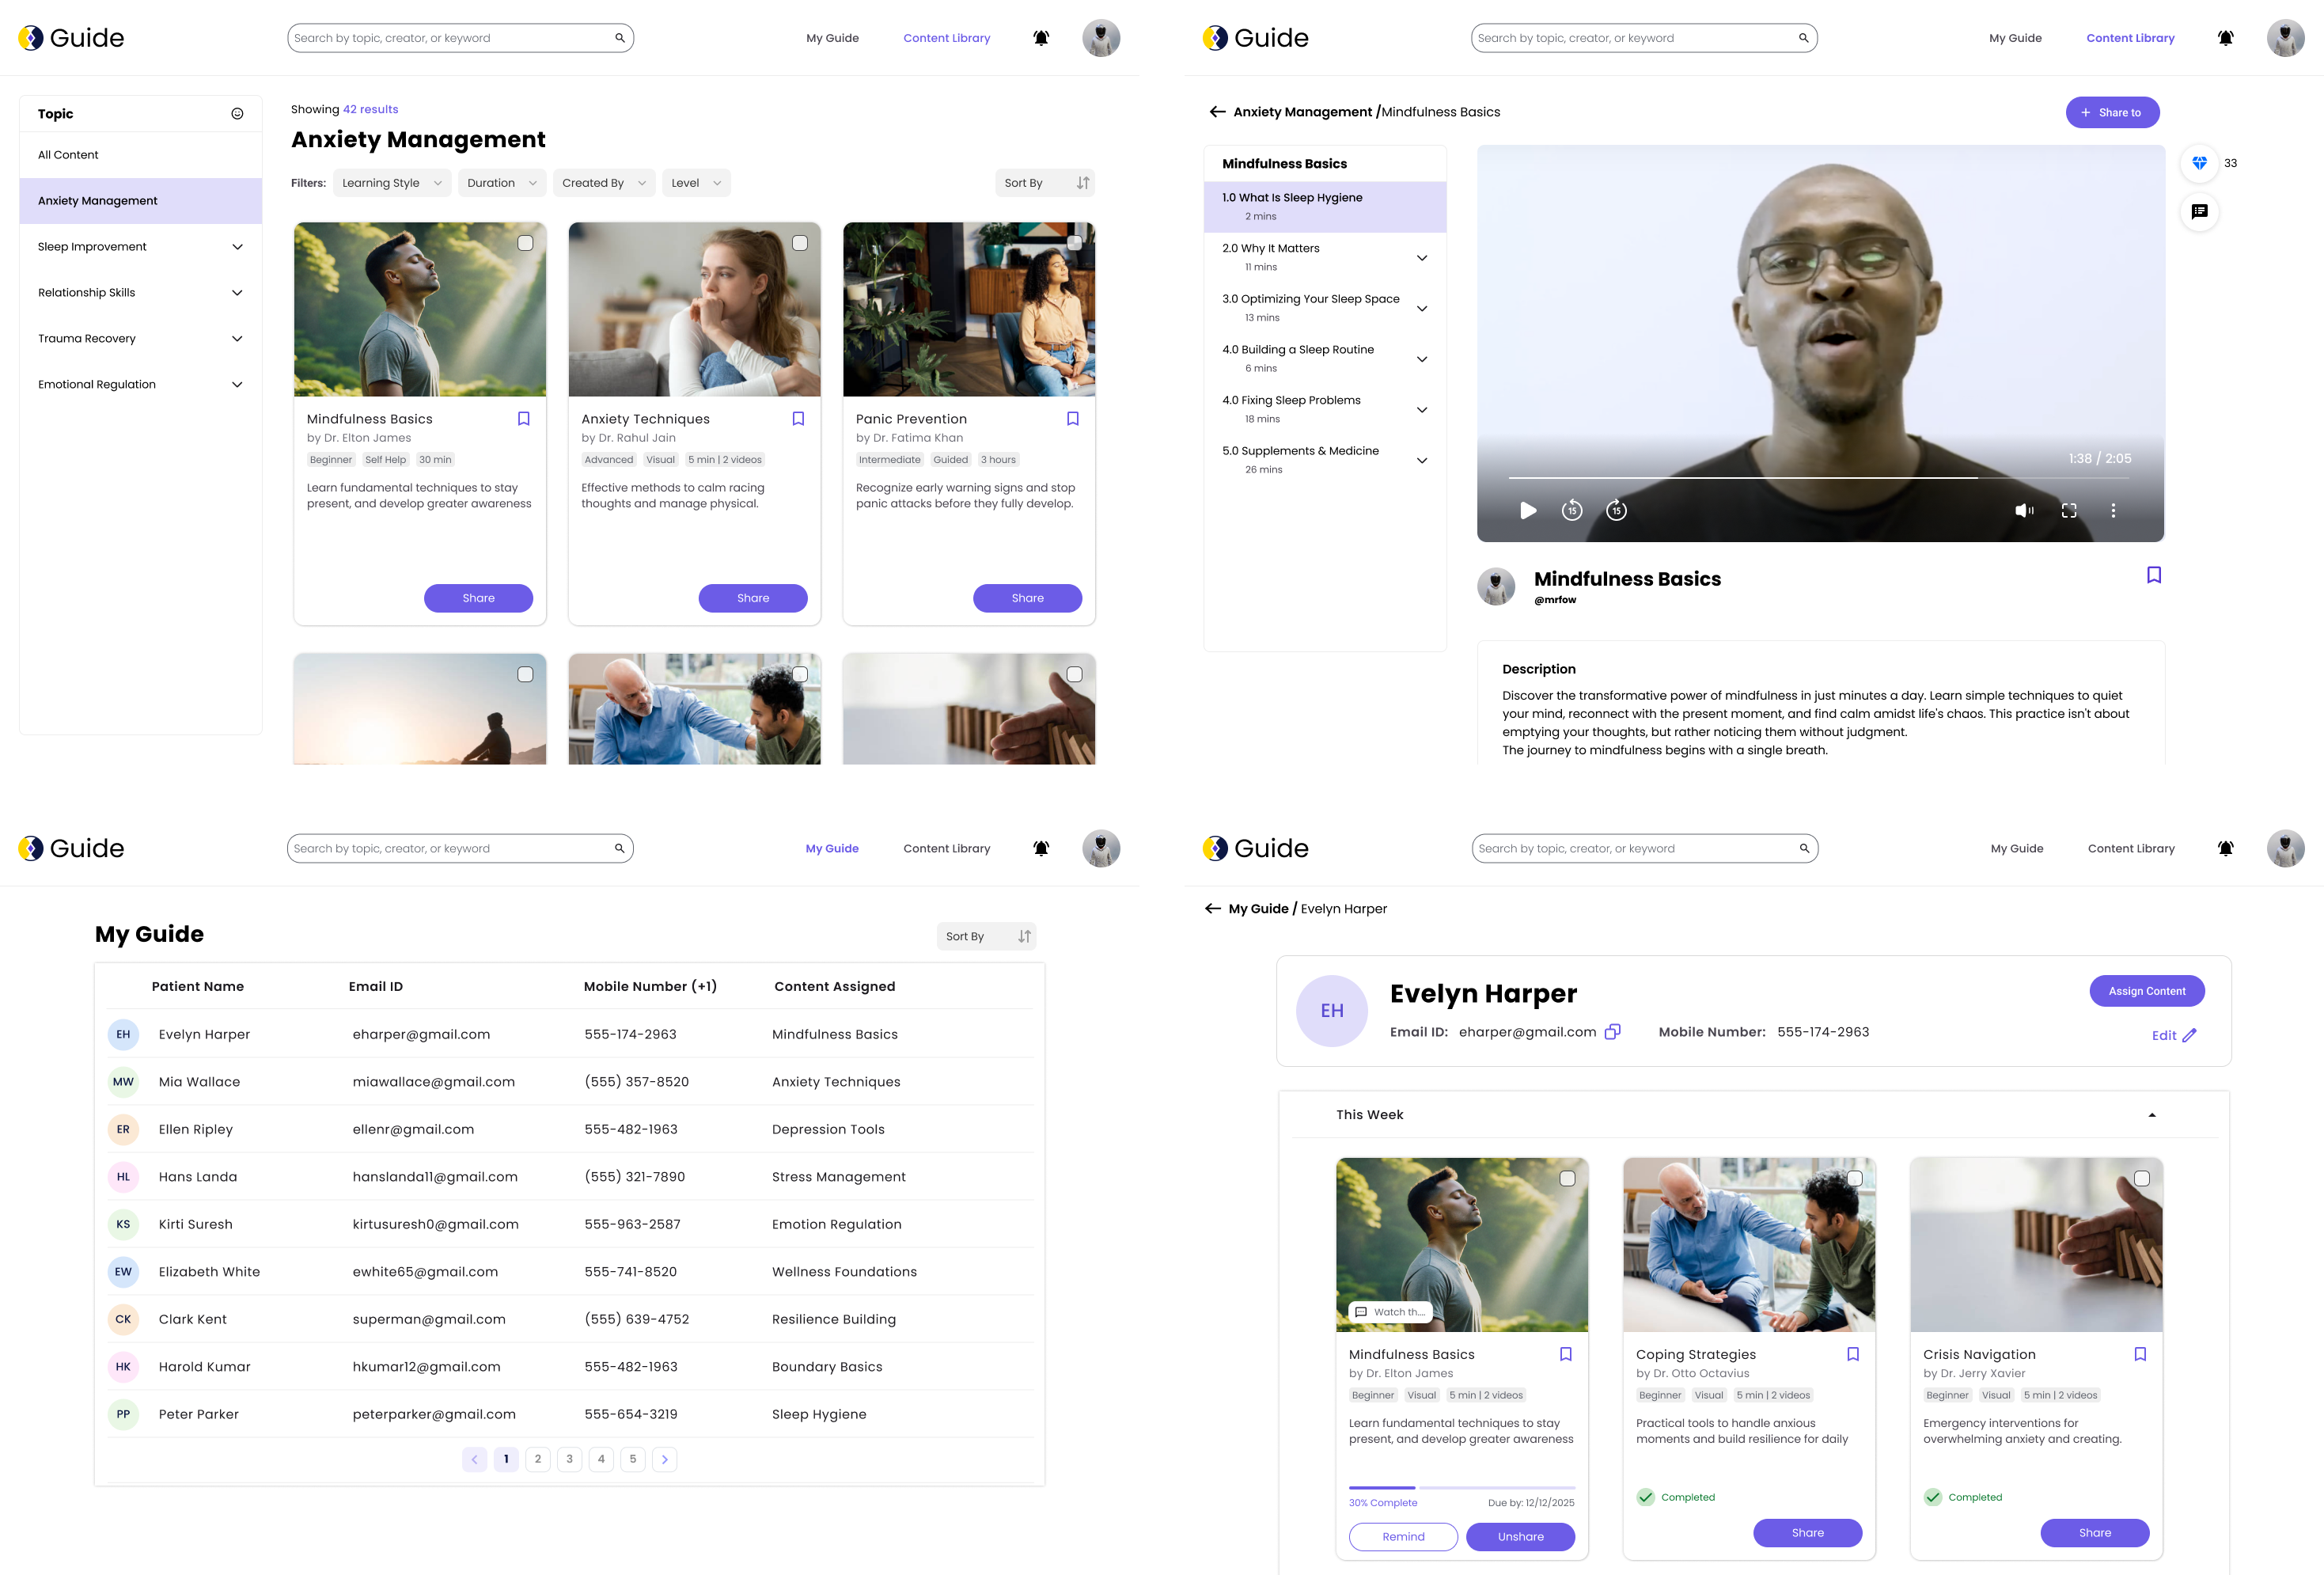 Guide
Search by topic, creator, or keyword
My Guide
Content Library
Topic
All Content
Anxiety Management
Sleep Improvement
Relationship Skills
Trauma Recovery
Emotional Regulation
Showing 42 results
Anxiety Management
Filters:
Learning Style
Duration
Created By
Level
Sort By
Mindfulness Basics
by Dr. Elton James
Beginner
Self Help
30 min
Learn fundamental techniques to stay
present, and develop greater awareness
Share
Anxiety Techniques
by Dr. Rahul Jain
Advanced
Visual
5 min | 2 videos
Effective methods to calm racing
thoughts and manage physical.
Share
Panic Prevention
by Dr. Fatima Khan
Intermediate
Guided
3 hours
Recognize early warning signs and stop
panic attacks before they fully develop.
Share
Guide
Search by topic, creator, or keyword
My Guide
Content Library
Anxiety Management /Mindfulness Basics
+ Share to
Mindfulness Basics
1.0 What Is Sleep Hygiene
2 mins
2.0 Why It Matters
11 mins
3.0 Optimizing Your Sleep Space
13 mins
4.0 Building a Sleep Routine
6 mins
4.0 Fixing Sleep Problems
18 mins
5.0 Supplements & Medicine
26 mins
33
1:38 / 2:05
15
15
Mindfulness Basics
@mrfow
Description
Discover the transformative power of mindfulness in just minutes a day. Learn simple techniques to quiet
your mind, reconnect with the present moment, and find calm amidst life's chaos. This practice isn't about
emptying your thoughts, but rather noticing them without judgment.
The journey to mindfulness begins with a single breath.
Guide
Search by topic, creator, or keyword
My Guide
Content Library
My Guide
Sort By
Patient Name
Email ID
Mobile Number (+1)
Content Assigned
EH Evelyn Harper eharper@gmail.com 555-174-2963 Mindfulness Basics
MW Mia Wallace miawallace@gmail.com (555) 357-8520 Anxiety Techniques
ER Ellen Ripley ellenr@gmail.com 555-482-1963 Depression Tools
HL Hans Landa hanslanda11@gmail.com (555) 321-7890 Stress Management
KS Kirti Suresh kirtusuresh0@gmail.com 555-963-2587 Emotion Regulation
EW Elizabeth White ewhite65@gmail.com 555-741-8520 Wellness Foundations
CK Clark Kent superman@gmail.com (555) 639-4752 Resilience Building
HK Harold Kumar hkumar12@gmail.com 555-482-1963 Boundary Basics
PP Peter Parker peterparker@gmail.com 555-654-3219 Sleep Hygiene
1 2 3 4 5
Guide
Search by topic, creator, or keyword
My Guide
Content Library
My Guide / Evelyn Harper
EH
Evelyn Harper
Email ID: eharper@gmail.com
Mobile Number: 555-174-2963
Assign Content
Edit
This Week
Watch th....
Mindfulness Basics
by Dr. Elton James
Beginner
Visual
5 min | 2 videos
Learn fundamental techniques to stay
present, and develop greater awareness
30% Complete
Due by: 12/12/2025
Remind
Unshare
Coping Strategies
by Dr. Otto Octavius
Beginner
Visual
5 min | 2 videos
Practical tools to handle anxious
moments and build resilience for daily
Completed
Share
Crisis Navigation
by Dr. Jerry Xavier
Beginner
Visual
5 min | 2 videos
Emergency interventions for
overwhelming anxiety and creating.
Completed
Share